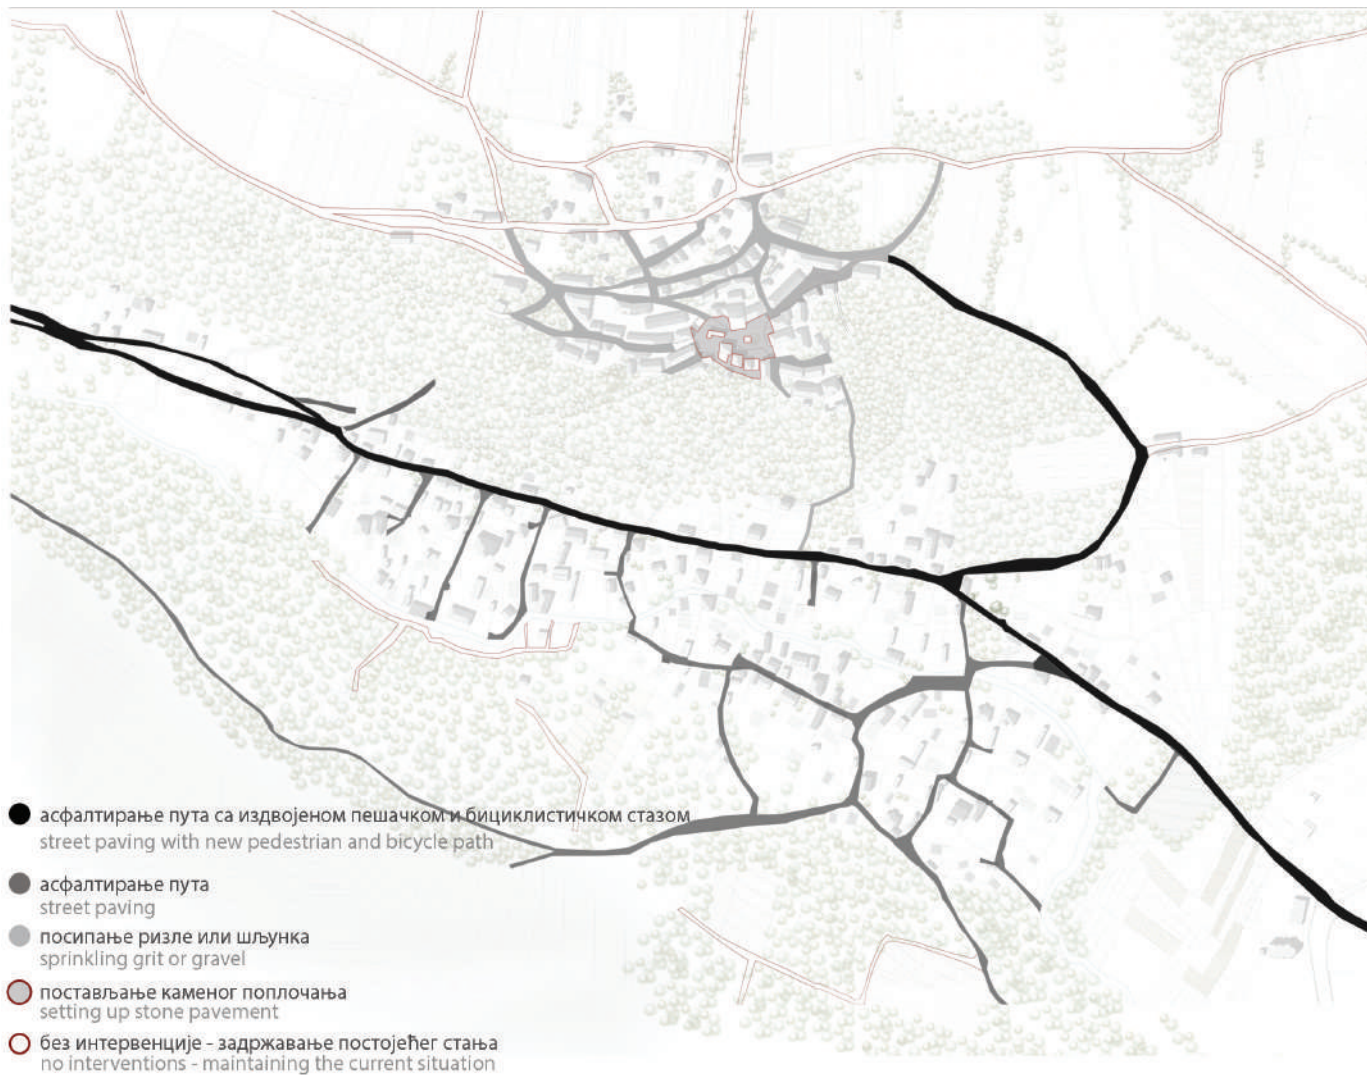 асфалтирање пута са издвојеном пешачком и бициклистичком стазом
street paving with new pedestrian and bicycle path
асфалтирање пута
street paving
посипање ризле или шљунка
sprinkling grit or gravel
постављање каменог поплочања
setting up stone pavement
без интервенције - задржавање постојећег стања
no interventions - maintaining the current situation